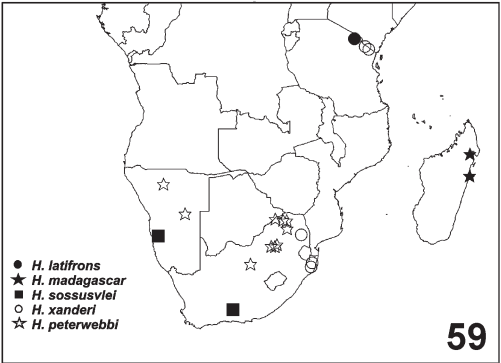 H. latifrons
H. madagascar
H. sossusvlei
H. xanderi
H. peterwebbi
59